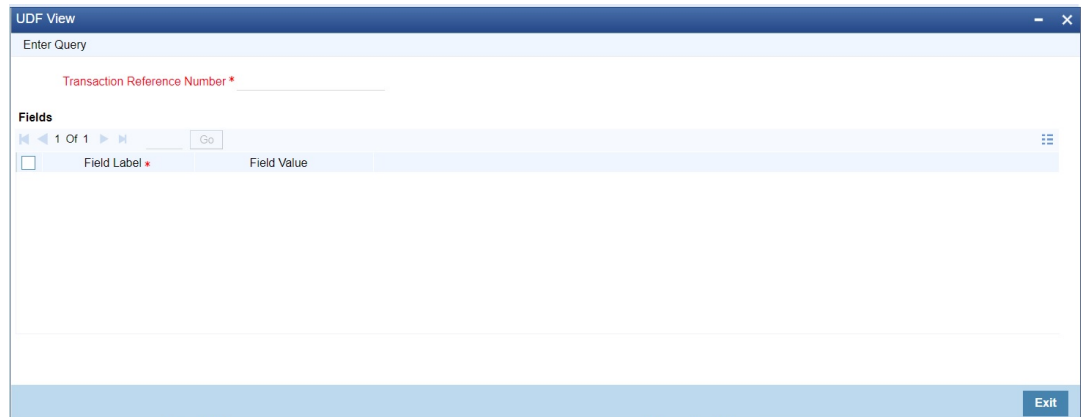 UDF View
Enter Query
Transaction Reference Number *
Fields
1 Of 1 Go
Field Label * Field Value
Exit